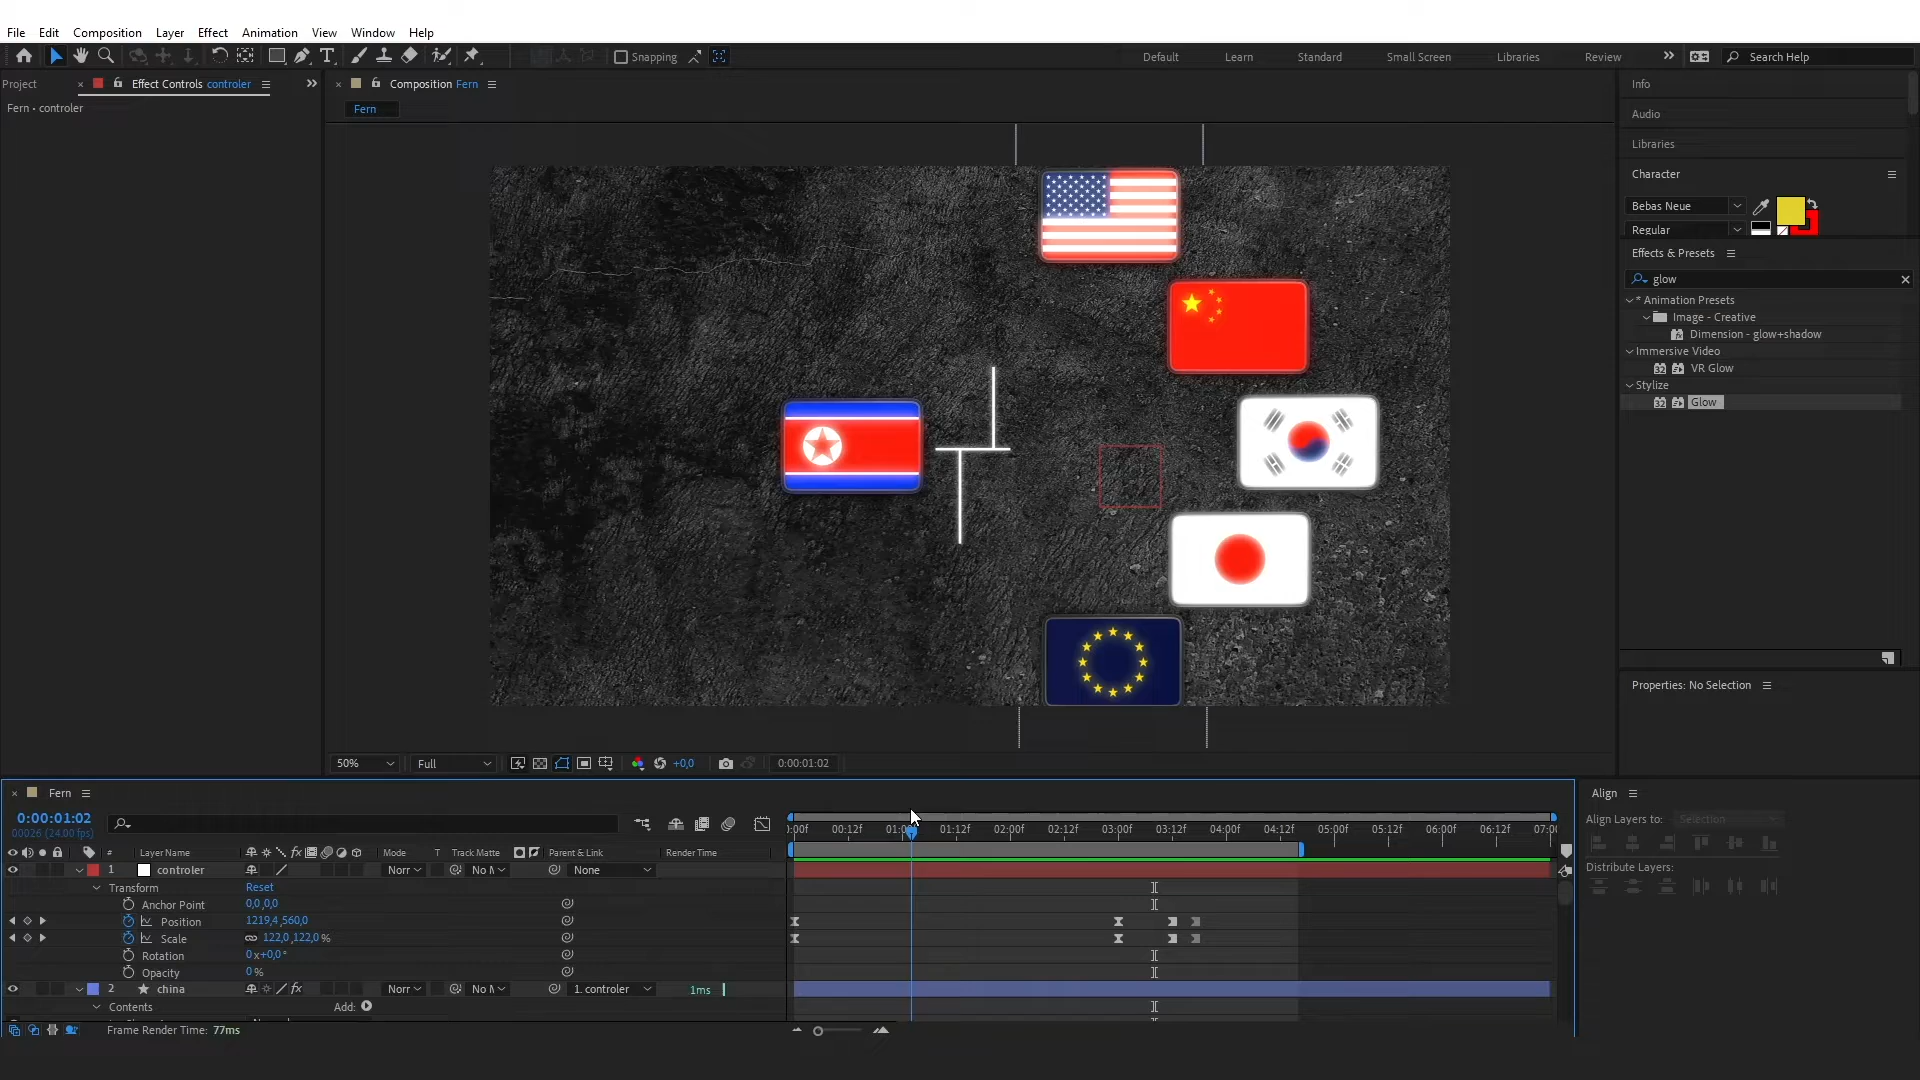 File Edit Composition Layer Effect Animation View Window Help
Snapping Default Learn Standard Small Screen Libraries Review Search Help
Project Effect Controls controler
Composition Fern
Fern • controler
Fern
Info
Audio
Libraries
Character
Bebas Neue
Regular
Effects & Presets
glow
* Animation Presets
Image - Creative
Dimension - glow+shadow
Immersive Video
32 VR Glow
Stylize
32 Glow
Properties: No Selection
50% Full +0,0 0:00:01:02
Fern
0:00:01:02
00026 (24.00 fps)
:00f 00:12f 01:00f 01:12f 02:00f 02:12f 03:00f 03:12f 04:00f 04:12f 05:00f 05:12f 06:00f 06:12f 07:0
# Layer Name fx Mode T Track Matte Parent & Link Render Time
1 controler Norr No M None
Transform Reset
Anchor Point 0,0,0,0
Position 1219,4,560,0
Scale 122,0,122,0 %
Rotation 0x+0,0°
Opacity 0 %
2 china fx Norr No M 1. controler 1ms
Contents Add:
Frame Render Time: 77ms
Align
Align Layers to: Selection
Distribute Layers: